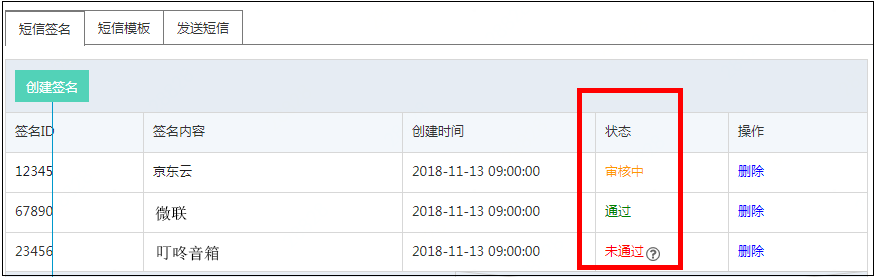 短信签名 短信模板 发送短信
创建签名
签名ID 签名内容 创建时间 状态 操作
12345 京东云 2018-11-13 09:00:00 审核中 删除
67890 微联 2018-11-13 09:00:00 通过 删除
23456 叮咚音箱 2018-11-13 09:00:00 未通过? 删除